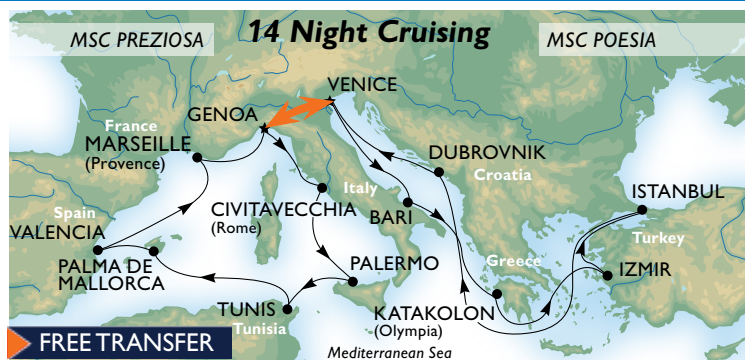 14 Night Cruising
MSC PREZIOSA
MSC POESIA
VENICE
GENOA
France
MARSEILLE
(Provence)
DUBROVNIK
Croatia
Italy
ISTANBUL
CIVITAVECCHIA
(Rome)
BARI
Spain
VALENCIA
Turkey
PALMA DE
MALLORCA
PALERMO
Greece
IZMIR
TUNIS
Tunisia
KATAKOLON
(Olympia)
FREE TRANSFER
Mediterranean Sea